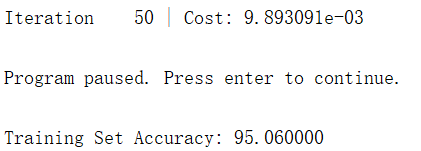 Iteration    50 | Cost: 9.893091e-03
Program paused. Press enter to continue.
Training Set Accuracy: 95.060000